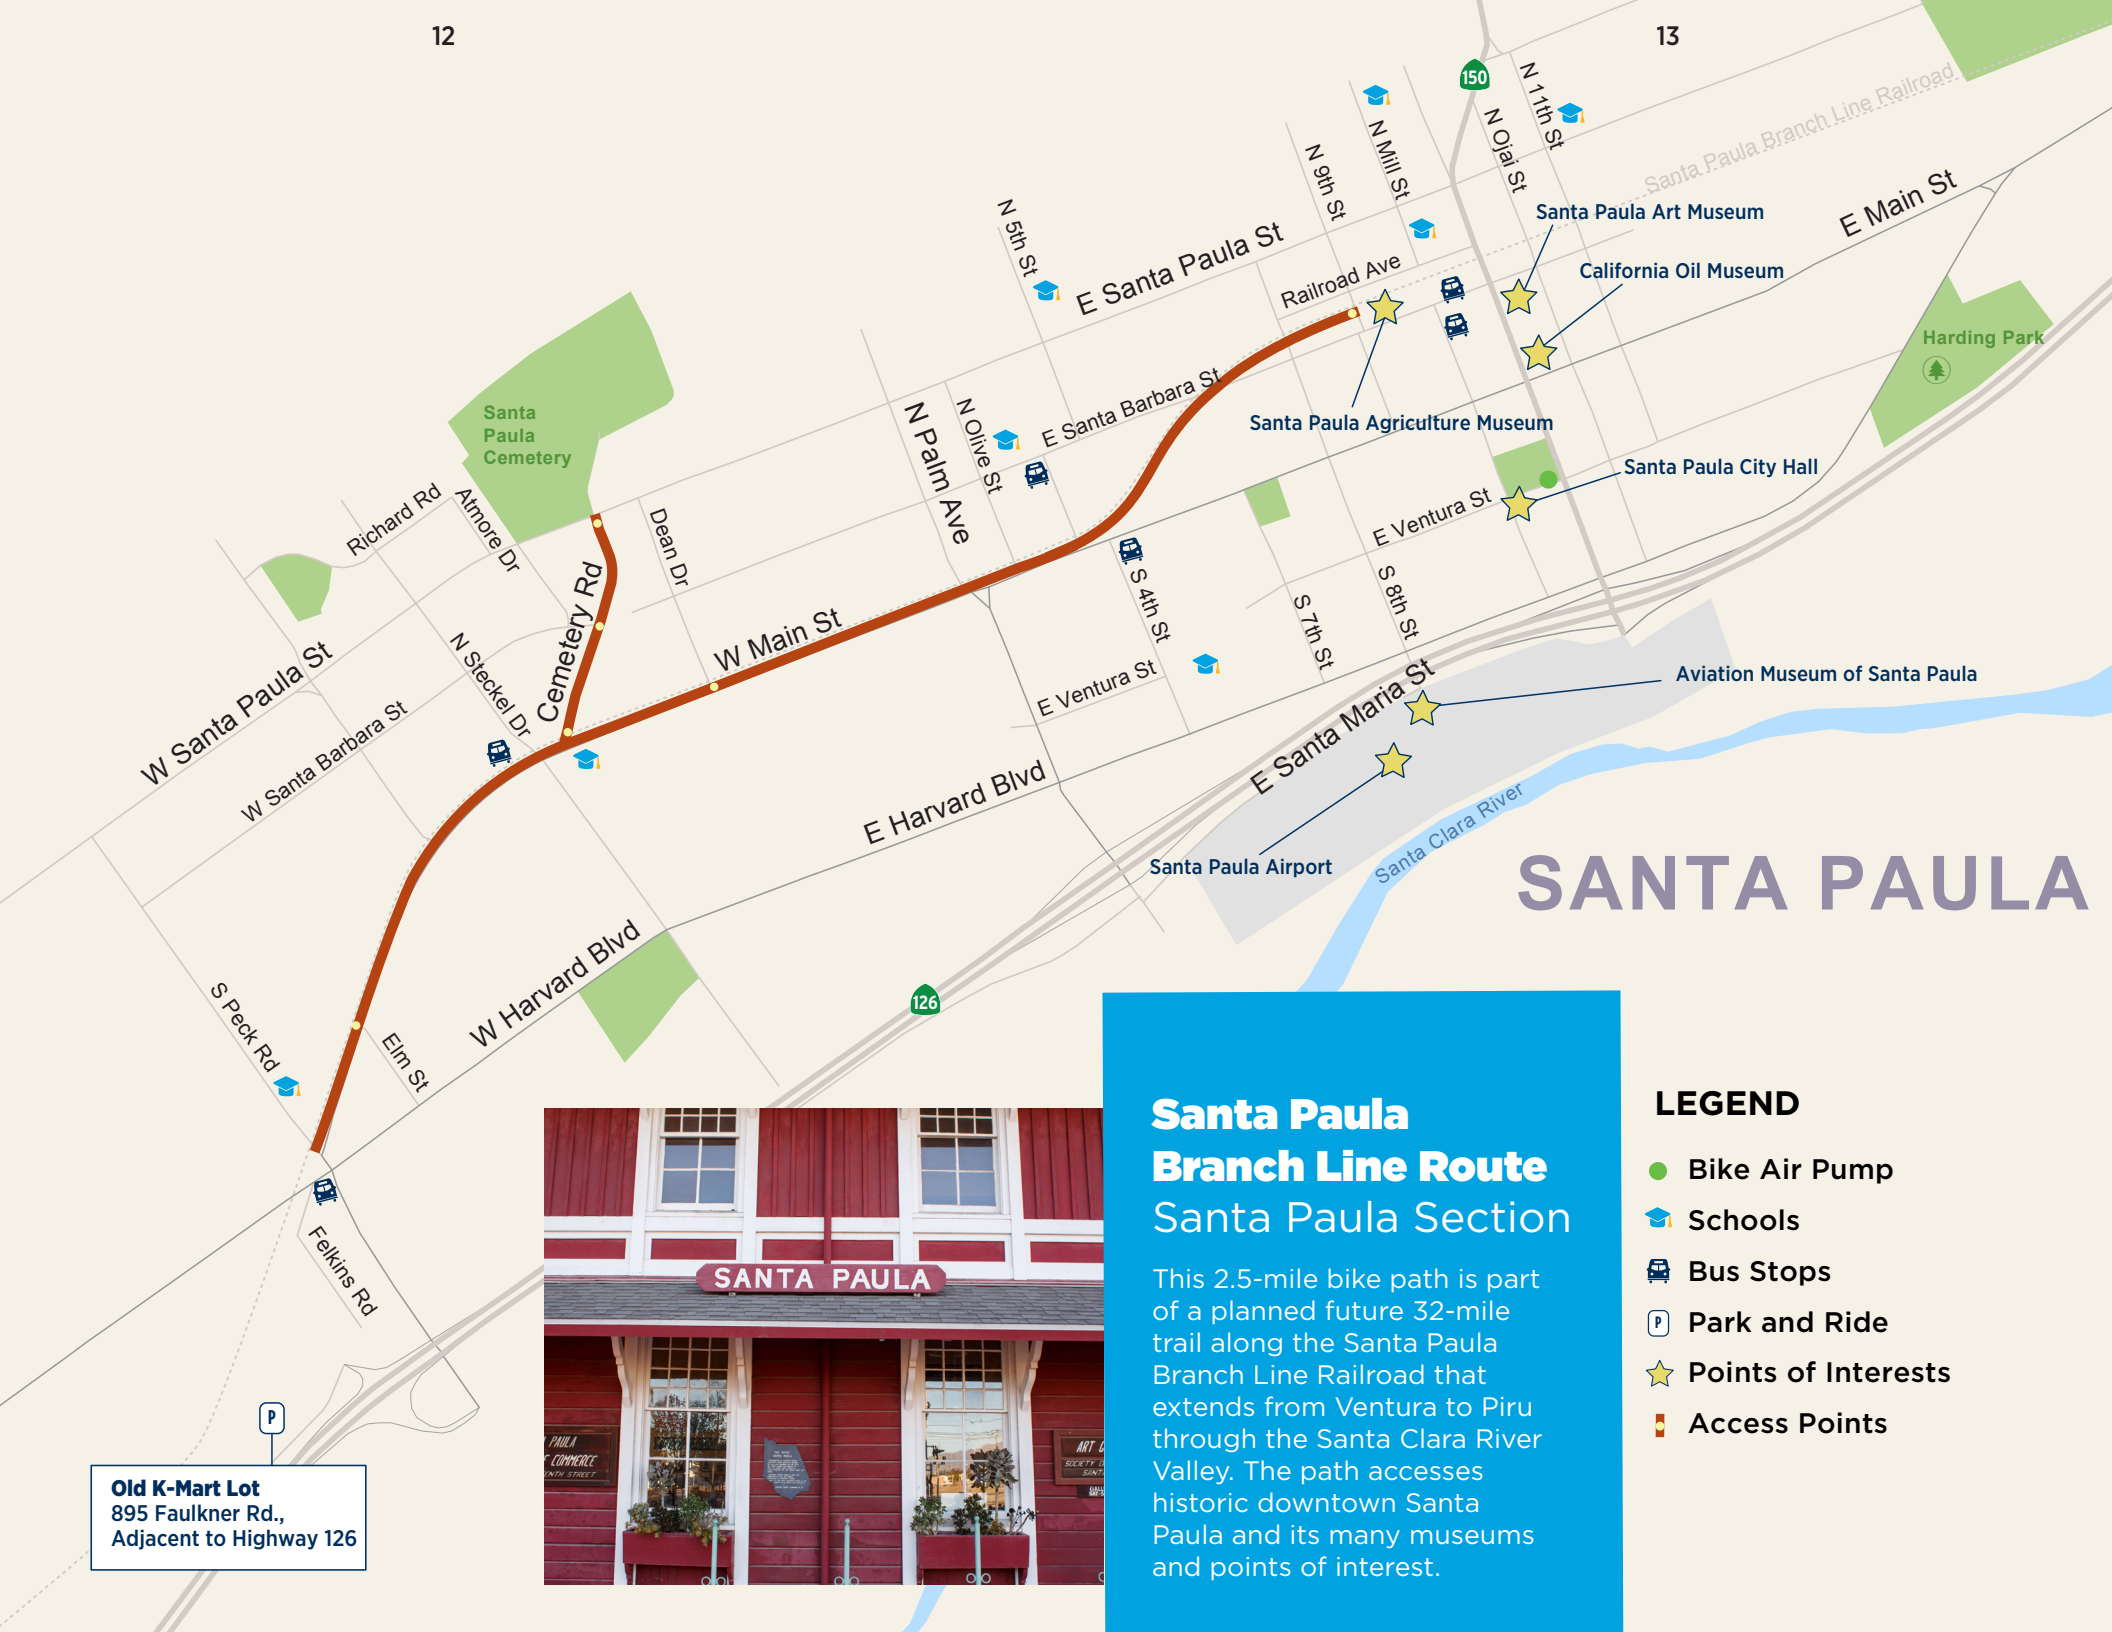 12
13
150
N 11th St
N Ojai St
N Mill St
N 9th St
Santa Paula Branch Line Railroad
E Main St
Santa Paula Art Museum
California Oil Museum
N 5th St
E Santa Paula St
Railroad Ave
Harding Park
Santa
Paula
Cemetery
N Palm Ave
N Olive St
E Santa Barbara St
Santa Paula Agriculture Museum
Santa Paula City Hall
Richard Rd
Atmore Dr
Dean Dr
E Ventura St
S 4th St
S 7th St
S 8th St
Cemetery Rd
W Main St
N Steckel Dr
W Santa Paula St
W Santa Barbara St
E Ventura St
E Santa Maria St
Aviation Museum of Santa Paula
E Harvard Blvd
Santa Paula Airport
Santa Clara River
SANTA PAULA
W Harvard Blvd
126
S Peck Rd
Elm St
Felkins Rd
P
Old K-Mart Lot
895 Faulkner Rd.,
Adjacent to Highway 126
SANTA PAULA
PAULA
COMMERCE
ENTH STREET
ART
SOCIETY
Santa Paula
Branch Line Route
Santa Paula Section
This 2.5-mile bike path is part
of a planned future 32-mile
trail along the Santa Paula
Branch Line Railroad that
extends from Ventura to Piru
through the Santa Clara River
Valley. The path accesses
historic downtown Santa
Paula and its many museums
and points of interest.
LEGEND
Bike Air Pump
Schools
Bus Stops
P Park and Ride
Points of Interests
Access Points